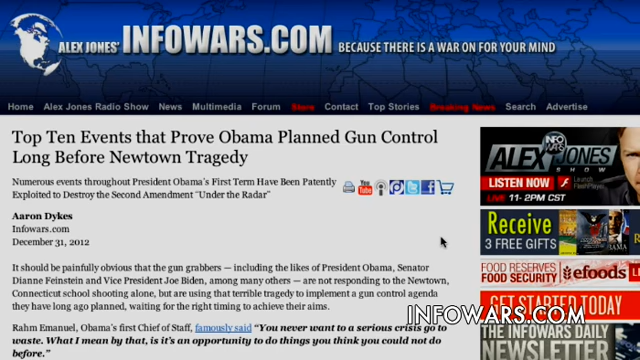 ALEX JONES' INFOWARS.COM BECAUSE THERE IS A WAR ON FOR YOUR MIND
Home Alex Jones Radio Show News Multimedia Forum Store Contact Top Stories Breaking News Search Advertise
Top Ten Events that Prove Obama Planned Gun Control
Long Before Newtown Tragedy
Numerous events throughout President Obama's First Term Have Been Patently
Exploited to Destroy the Second Amendment "Under the Radar"
You Tube
Aaron Dykes
Infowars.com
December 31, 2012
It should be painfully obvious that the gun grabbers — including the likes of President Obama, Senator
Dianne Feinstein and Vice President Joe Biden, among many others — are not responding to the Newtown,
Connecticut school shooting alone, but are using that terrible tragedy to implement a gun control agenda
they have long ago planned, waiting for the right timing to achieve their aims.
Rahm Emanuel, Obama's first Chief of Staff, famously said "You never want to a serious crisis go to
waste. What I mean by that, is it's an opportunity to do things you think you could not do
before."
INFO
WARS
ALEX JONES
SHOW
LISTEN NOW Launch FlashPlayer
LIVE 11- 2PM CST
Receive
3 FREE GIFTS
FOOD RESERVES
FOOD SECURITY efoods
GET STARTED TODAY
INFOWARS.COM
THE INFOWARS DAILY
NEWSLETTER